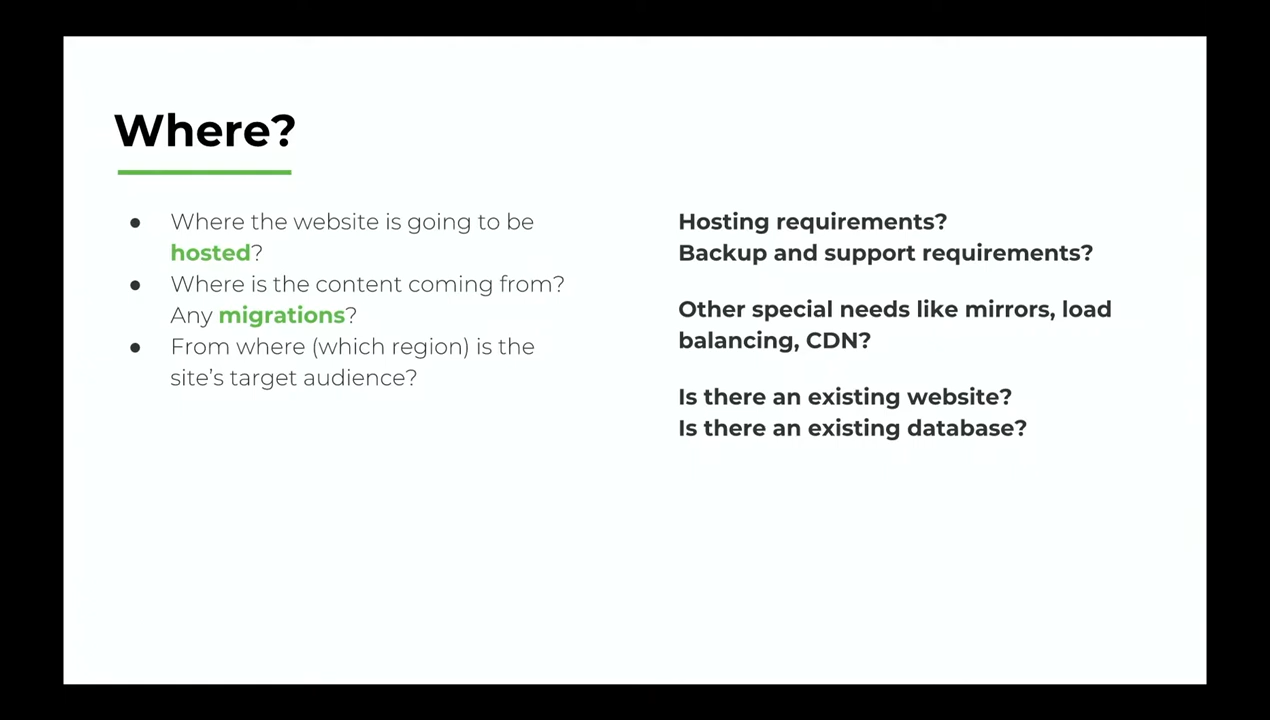 Where?
● Where the website is going to be
hosted?
● Where is the content coming from?
Any migrations?
● From where (which region) is the
site's target audience?
Hosting requirements?
Backup and support requirements?
Other special needs like mirrors, load
balancing, CDN?
Is there an existing website?
Is there an existing database?